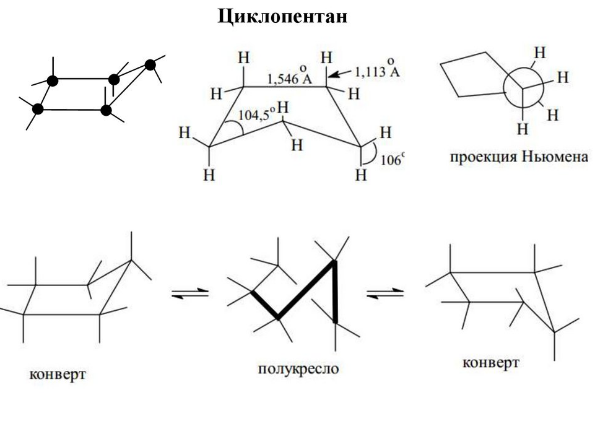 Циклопентан
H H H
1,546 A° 1,113 A°
H H
104,5° H
H H H
106°
H H
H
H
H
H
проекция Ньюмена
конверт
полукресло
конверт